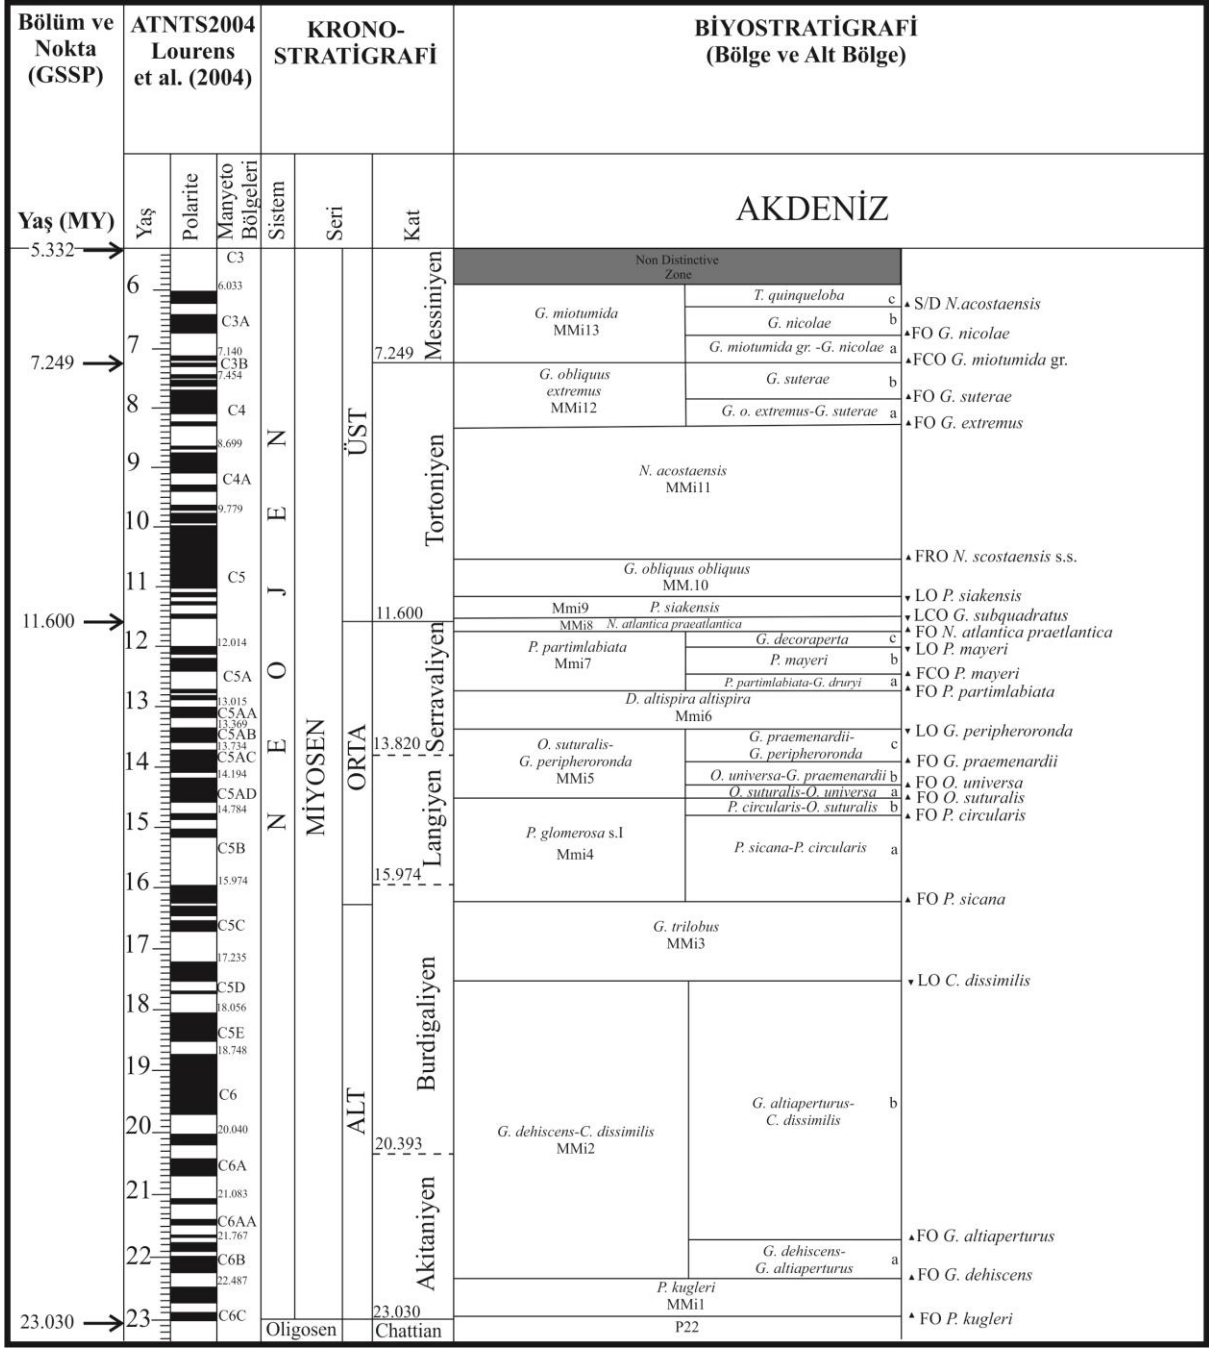 Bölüm ve
Nokta
(GSSP)
ATNTS2004
Lourens
et al. (2004)
KRONO-
STRATİGRAFİ
BİYOSTRATİGRAFİ
(Bölge ve Alt Bölge)
Yaş (MY)
Yaş
Polarite
Manyeto
Bölgeleri
Sistem
Seri
Kat
AKDENİZ
5.332
7.249
11.600
23.030
6
7
8
9
10
11
12
13
14
15
16
17
18
19
20
21
22
23
C3
6.033
C3A
7.140
C3B
7.454
C4
8.699
C4A
9.779
C5
12.014
C5A
13.015
C5AA
13.369
C5AB
13.734
C5AC
14.194
C5AD
14.784
C5B
15.974
C5C
17.235
C5D
18.056
C5E
18.748
C6
20.040
C6A
21.083
C6AA
21.767
C6B
22.487
C6C
NEOJEN
Oligosen
MİYOSEN
ÜST
ORTA
ALT
Messiniyen
7.249
Tortoniyen
11.600
Serravaliyen
13.820
Langiyen
15.974
Burdigaliyen
20.393
Akitaniyen
23.030
Chattian
Non Distinctive
Zone
G. miotumida
MMi13
T. quinqueloba c
G. nicolae b
G. miotumida gr. -G. nicolae a
G. obliquus
extremus
MMi12
G. suterae b
G. o. extremus-G. suterae a
N. acostaensis
MMi11
G. obliquus obliquus
MM.10
Mmi9 P. siakensis
MMi8 N. atlantica praeatlantica
P. partimlabiata
Mmi7
G. decoraperta c
P. mayeri b
P. partimlabiata-G. druryi a
D. altispira altispira
Mmi6
O. suturalis-
G. peripheroronda
MMi5
G. praemenardii-
G. peripheroronda c
O. universa-G. praemenardii b
O. suturalis-O. universa a
P. glomerosa s.I
Mmi4
P. circularis-O. suturalis b
P. sicana-P. circularis a
G. trilobus
MMi3
G. dehiscens-C. dissimilis
MMi2
G. altiaperturus-
C. dissimilis b
G. dehiscens-
G. altiaperturus a
P. kugleri
MMi1
P22
S/D N.acostaensis
FO G. nicolae
FCO G. miotumida gr.
FO G. suterae
FO G. extremus
FRO N. scostaensis s.s.
LO P. siakensis
LCO G. subquadratus
FO N. atlantica praetlantica
LO P. mayeri
FCO P. mayeri
FO P. partimlabiata
LO G. peripheroronda
FO G. praemenardii
FO O. universa
FO O. suturalis
FO P. circularis
FO P. sicana
LO C. dissimilis
FO G. altiaperturus
FO G. dehiscens
FO P. kugleri